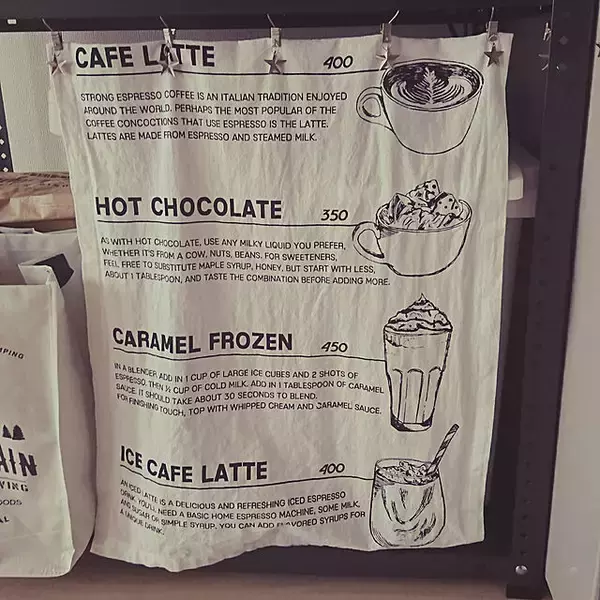 CAFE LATTE 400
STRONG ESPRESSO COFFEE IS AN ITALIAN TRADITION ENJOYED
AROUND THE WORLD. PERHAPS THE MOST POPULAR OF THE
COFFEE CONCOCTIONS THAT USE ESPRESSO IS THE LATTE.
LATTES ARE MADE FROM ESPRESSO AND STEAMED MILK.
HOT CHOCOLATE 350
AS WITH HOT CHOCOLATE, USE ANY MILKY LIQUID YOU PREFER,
WHETHER IT'S FROM A COW, NUTS, BEANS. FOR SWEETENERS,
FEEL FREE TO SUBSTITUTE MAPLE SYRUP, HONEY, BUT START WITH LESS,
ABOUT 1 TABLESPOON, AND TASTE THE COMBINATION BEFORE ADDING MORE.
CARAMEL FROZEN 450
IN A BLENDER ADD IN 1 CUP OF LARGE ICE CUBES AND 2 SHOTS OF
ESPRESSO THEN ½ CUP OF COLD MILK. ADD IN 1 TABLESPOON OF CARAMEL
SAUCE. IT SHOULD TAKE ABOUT 30 SECONDS TO BLEND.
FOR FINISHING TOUCH, TOP WITH WHIPPED CREAM AND CARAMEL SAUCE.
ICE CAFE LATTE 400
AN ICED LATTE IS A DELICIOUS AND REFRESHING ICED ESPRESSO
DRINK. YOU'LL NEED A BASIC HOME ESPRESSO MACHINE, SOME MILK,
AND SUGAR OR SIMPLE SYRUP. YOU CAN ADD FLAVORED SYRUPS FOR
A UNIQUE DRINK.